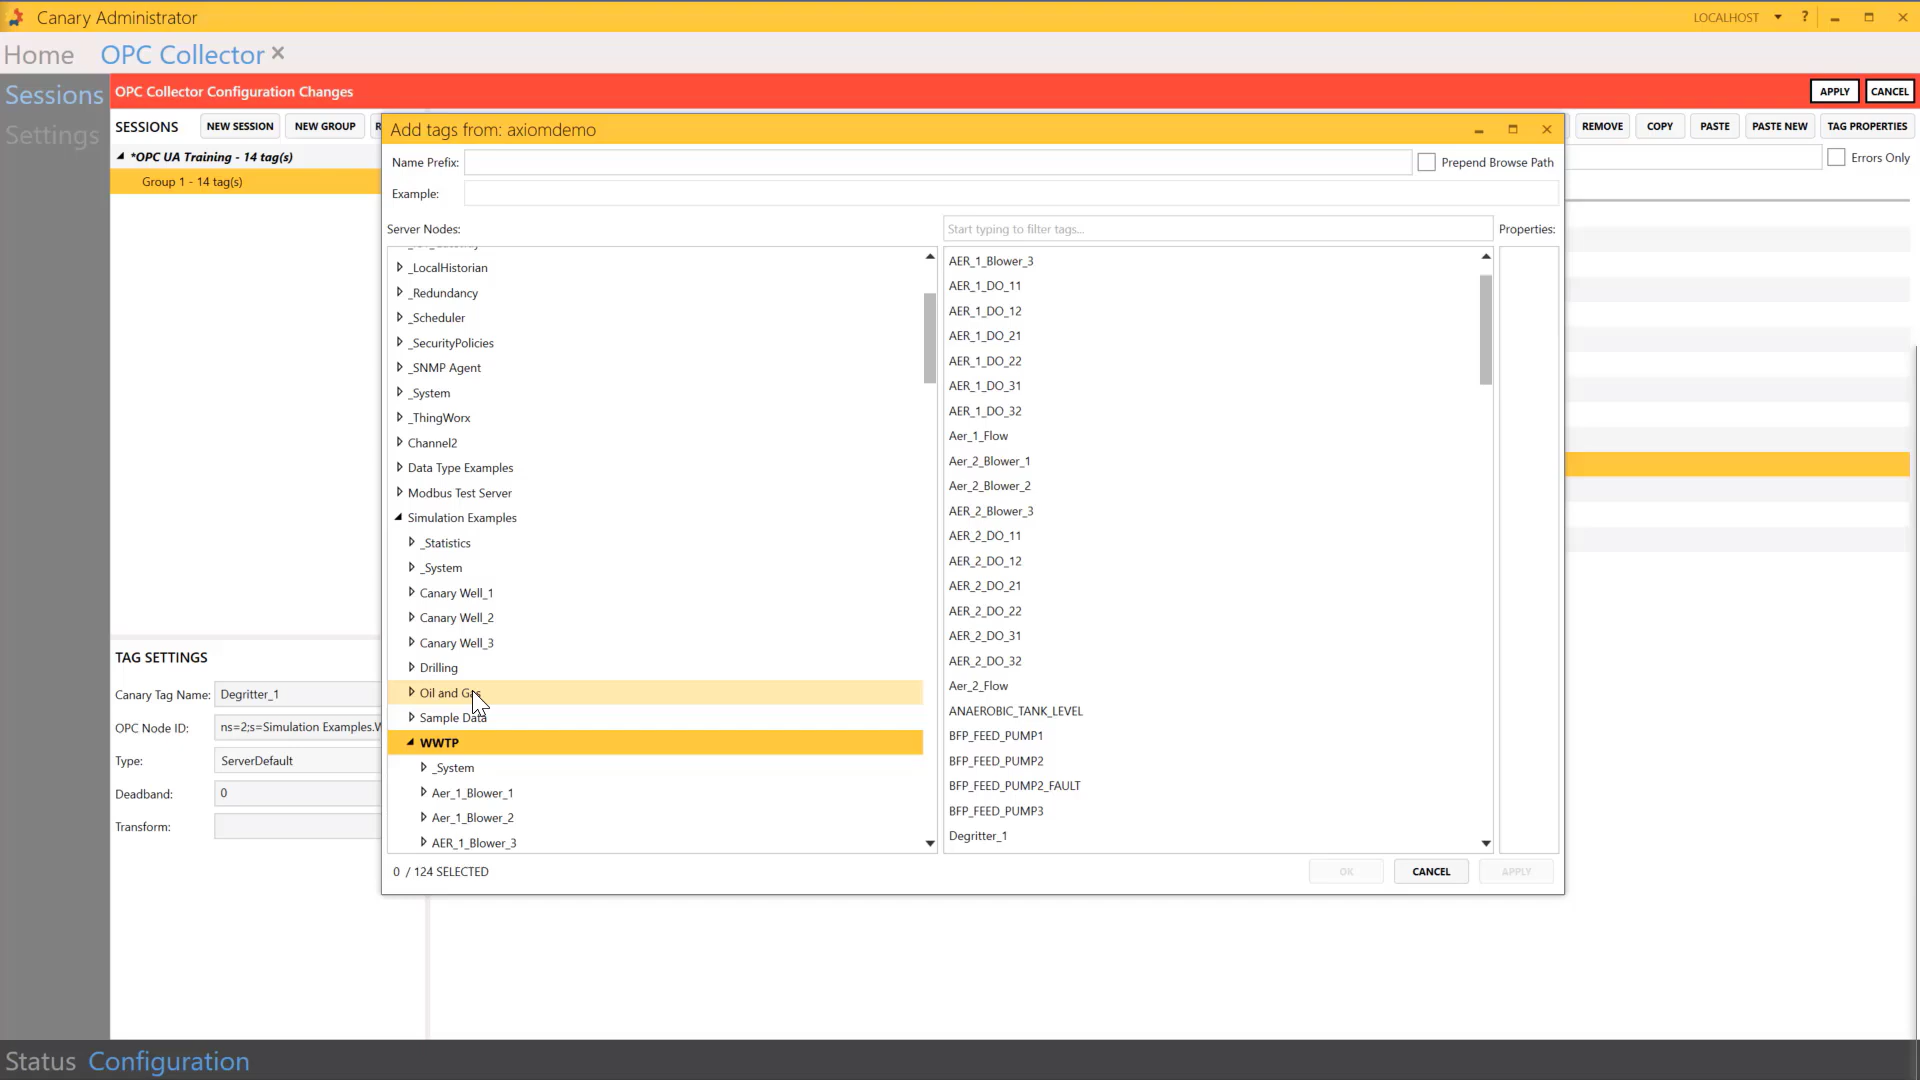 Canary Administrator
LOCALHOST ?
Home OPC Collector
Sessions
Settings
OPC Collector Configuration Changes
APPLY CANCEL
SESSIONS NEW SESSION NEW GROUP
REMOVE COPY PASTE PASTE NEW TAG PROPERTIES
*OPC UA Training - 14 tag(s)
Group 1 - 14 tag(s)
Errors Only
Add tags from: axiomdemo
Name Prefix:
Prepend Browse Path
Example:
Server Nodes:
Start typing to filter tags...
Properties:
_LocalHistorian
_Redundancy
_Scheduler
_SecurityPolicies
_SNMP Agent
_System
_ThingWorx
Channel2
Data Type Examples
Modbus Test Server
Simulation Examples
_Statistics
_System
Canary Well_1
Canary Well_2
Canary Well_3
Drilling
Oil and Gas
Sample Data
WWTP
_System
Aer_1_Blower_1
Aer_1_Blower_2
AER_1_Blower_3
AER_1_Blower_3
AER_1_DO_11
AER_1_DO_12
AER_1_DO_21
AER_1_DO_22
AER_1_DO_31
AER_1_DO_32
Aer_1_Flow
Aer_2_Blower_1
Aer_2_Blower_2
AER_2_Blower_3
AER_2_DO_11
AER_2_DO_12
AER_2_DO_21
AER_2_DO_22
AER_2_DO_31
AER_2_DO_32
Aer_2_Flow
ANAEROBIC_TANK_LEVEL
BFP_FEED_PUMP1
BFP_FEED_PUMP2
BFP_FEED_PUMP2_FAULT
BFP_FEED_PUMP3
Degritter_1
0 / 124 SELECTED
OK CANCEL APPLY
TAG SETTINGS
Canary Tag Name: Degritter_1
OPC Node ID: ns=2;s=Simulation Examples.W
Type: ServerDefault
Deadband: 0
Transform:
Status Configuration